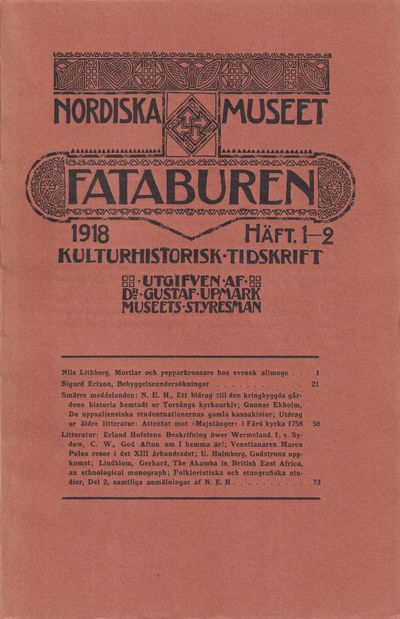 NORDISKA MUSEET
FATABUREN
1918 HÄFT. 1-2
KULTURHISTORISK·TIDSKRIFT
·UTGIFVEN·AF·
DR·GUSTAF·UPMARK
MUSEETS·STYRESMAN
Nils Lithberg, Mortlar och pepparkrossare hos svensk allmoge . . 1
Sigurd Erixon, Bebyggelseundersökningar . . . . . . . . . . . . 21
Smärre meddelanden: N. E. H., Ett bidrag till den kringbyggda går-
dens historia hemtadt ur Torsångs kyrkoarkiv; Gunnar Ekholm,
De uppsaliensiska studentnationernas gamla kassakistor; Utdrag
ur äldre litteratur: Attentat mot »Majstänger» i Fårö kyrka 1758 58
Litteratur: Erland Hofstens Beskrifning öwer Wermeland. I; v. Sy-
dow, C. W., God Afton om I hemma är!; Venetianaren Marco
Polos resor i det XIII århundradet; U. Holmberg, Gudstrons upp-
komst; Lindblom, Gerhard, The Akamba in British East Africa,
an ethnological monograph; Folkloristiska och etnografiska stu-
dier, Del 2, samtliga anmälningar af N. E. H. . . . . . . . . . 73